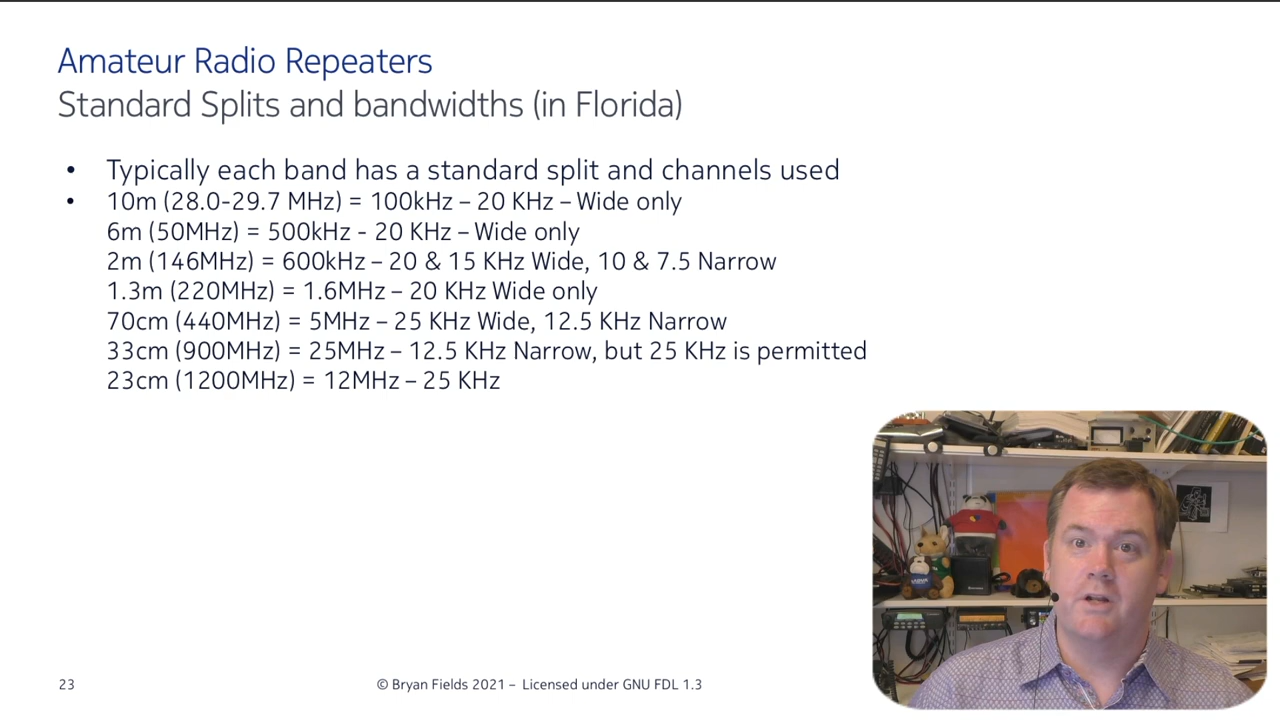 Amateur Radio Repeaters
Standard Splits and bandwidths (in Florida)
• Typically each band has a standard split and channels used
• 10m (28.0-29.7 MHz) = 100kHz – 20 KHz – Wide only
6m (50MHz) = 500kHz - 20 KHz – Wide only
2m (146MHz) = 600kHz – 20 & 15 KHz Wide, 10 & 7.5 Narrow
1.3m (220MHz) = 1.6MHz – 20 KHz Wide only
70cm (440MHz) = 5MHz – 25 KHz Wide, 12.5 KHz Narrow
33cm (900MHz) = 25MHz – 12.5 KHz Narrow, but 25 KHz is permitted
23cm (1200MHz) = 12MHz – 25 KHz
23
© Bryan Fields 2021 – Licensed under GNU FDL 1.3